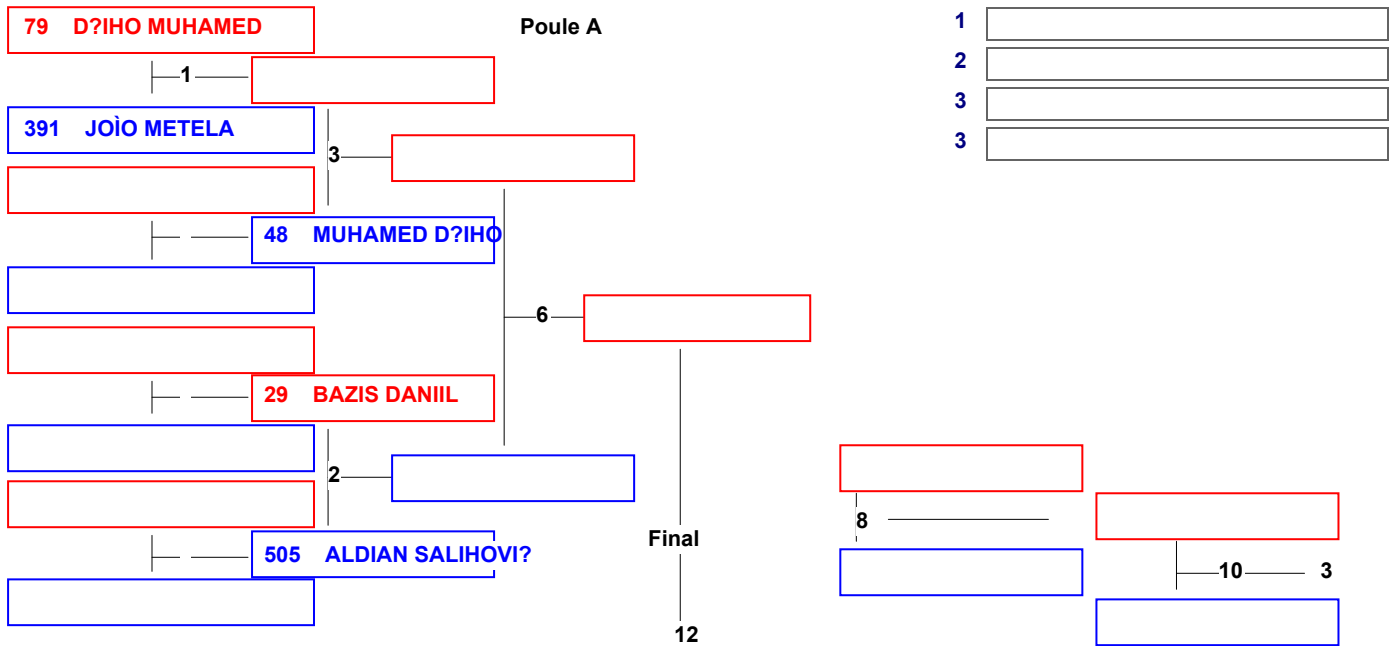 79 D?IHO MUHAMED
Poule A
1
1
2
391 JOÌO METELA
3
3
3
48 MUHAMED D?IHO
6
29 BAZIS DANIIL
2
8
Final
505 ALDIAN SALIHOVI?
10 3
12